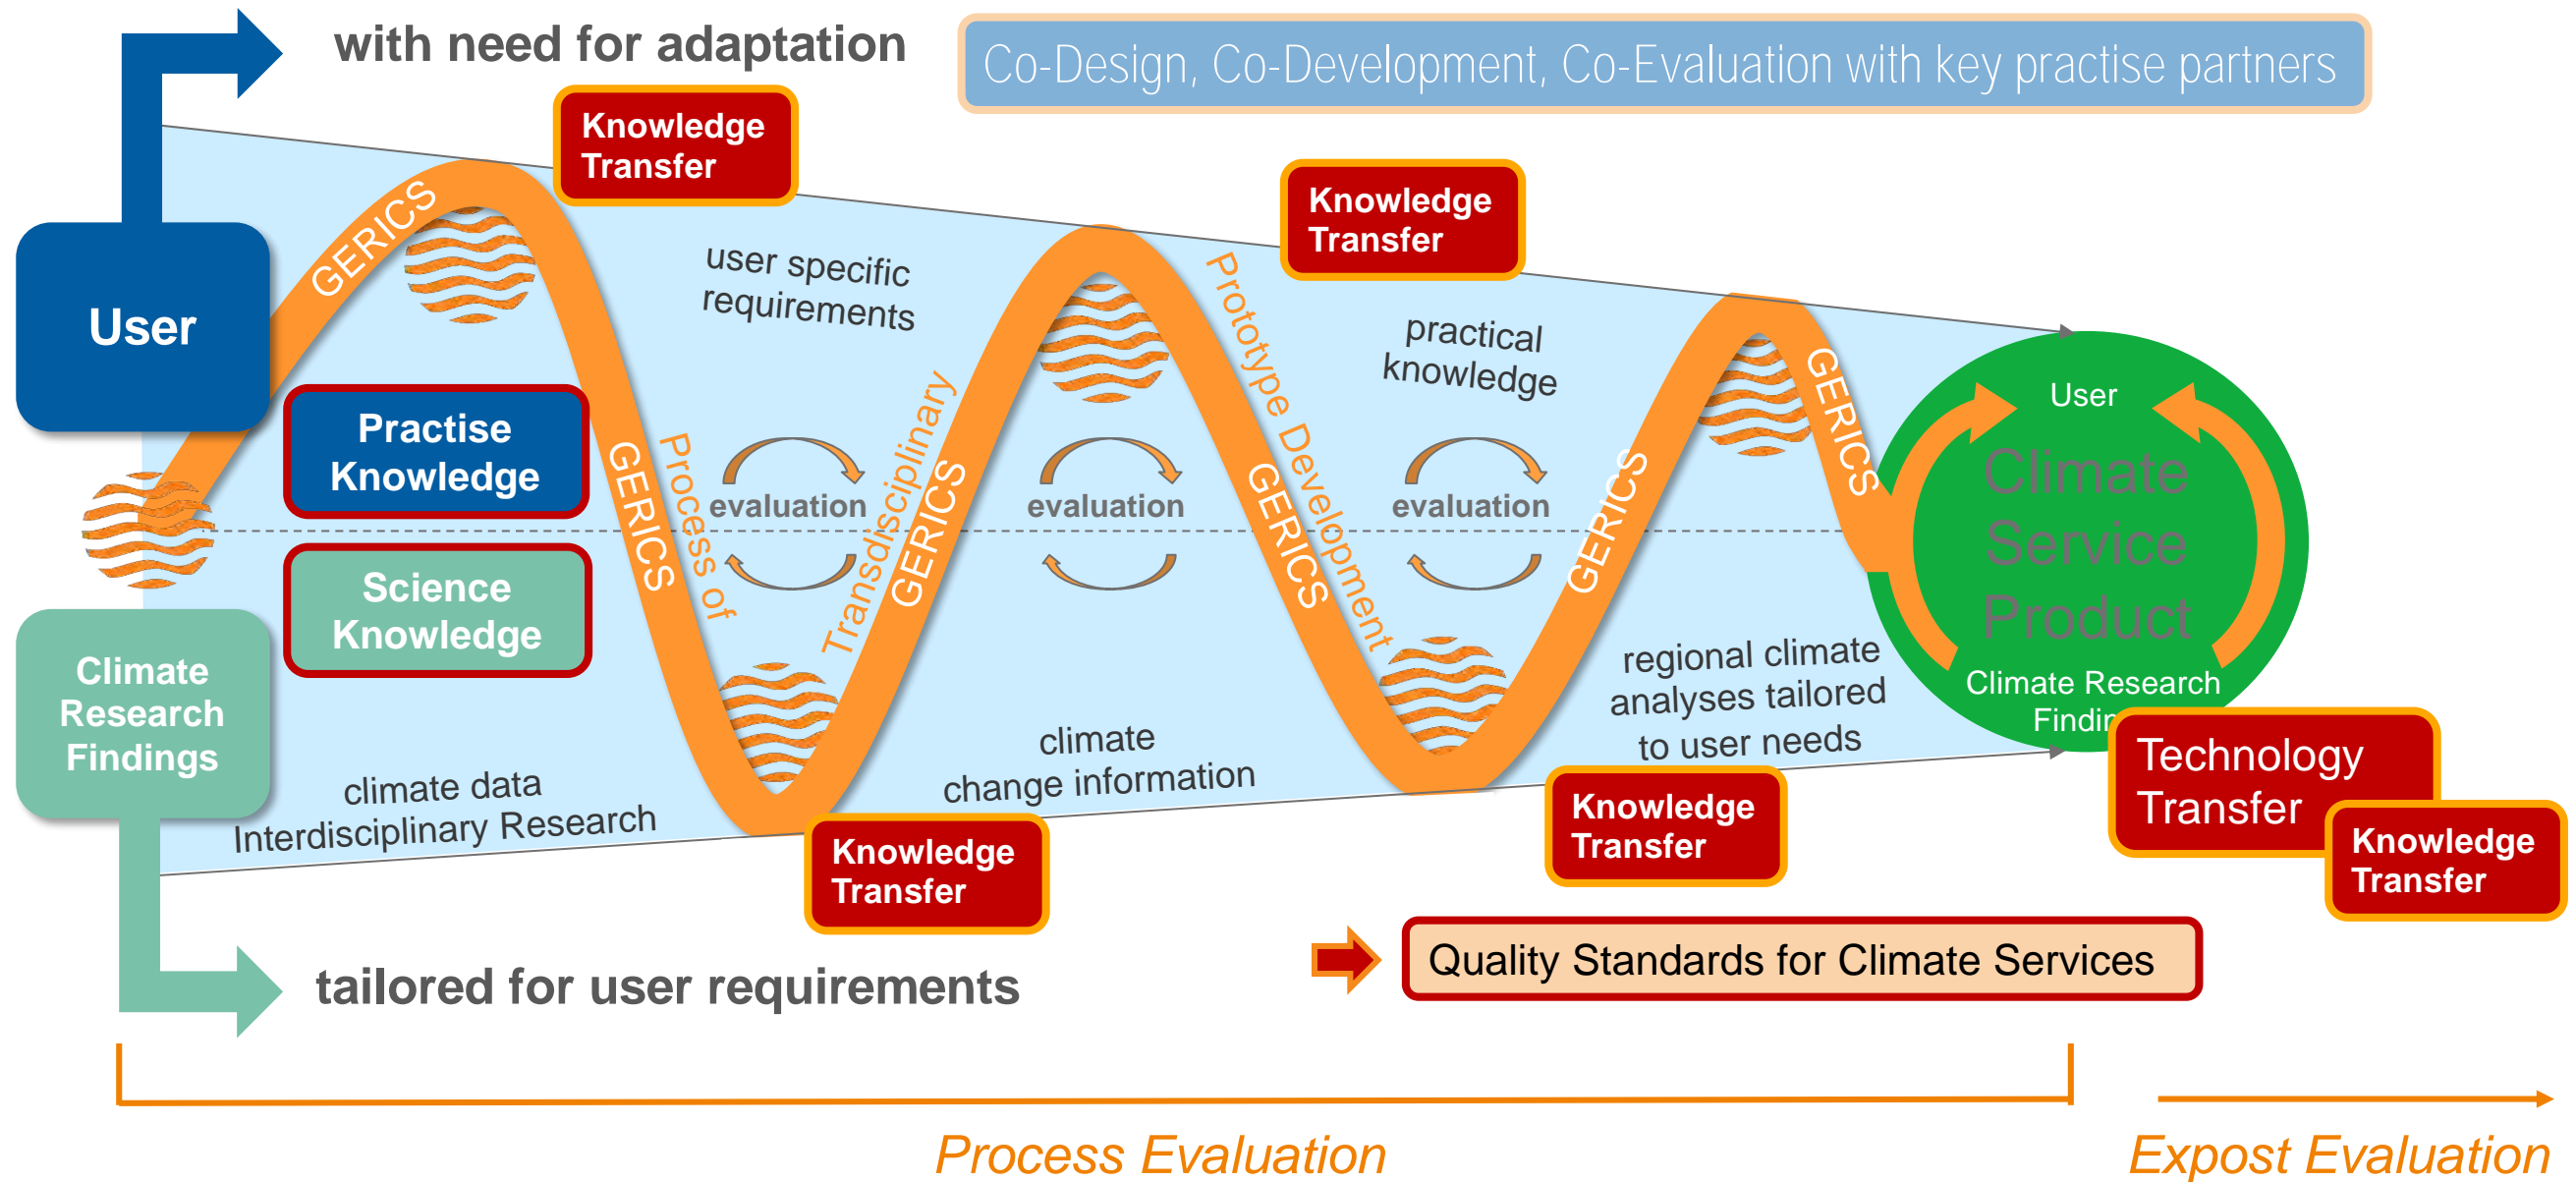 with need for adaptation
Co-Design, Co-Development, Co-Evaluation with key practise partners
Knowledge
Transfer
Knowledge
Transfer
User
GERICS
user specific
requirements
practical
knowledge
Practise
Knowledge
Science
Knowledge
GERICS
Process of
evaluation
Transdisciplinary
GERICS
evaluation
Prototype Development
GERICS
evaluation
GERICS
GERICS
User
Climate
Service
Product
Climate Research
Findin
Climate
Research
Findings
climate data
Interdisciplinary Research
climate
change information
regional climate
analyses tailored
to user needs
Knowledge
Transfer
Knowledge
Transfer
Technology
Transfer
Knowledge
Transfer
tailored for user requirements
Quality Standards for Climate Services
Process Evaluation
Expost Evaluation